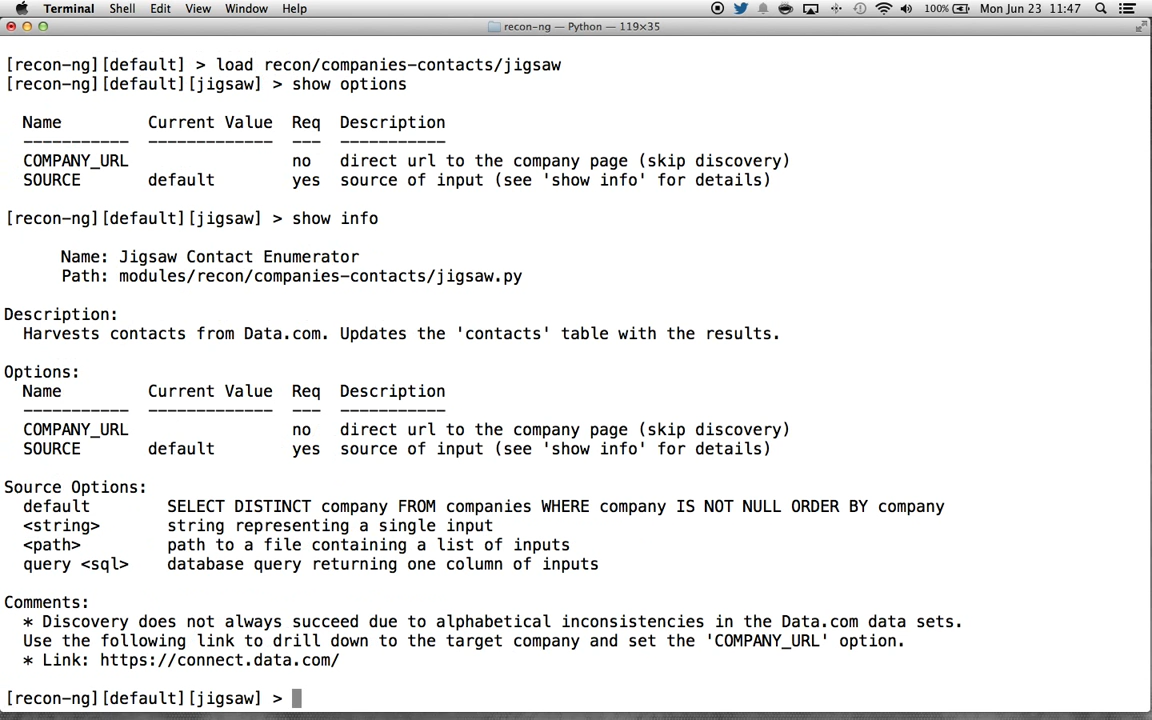 Terminal Shell Edit View Window Help 100% Mon Jun 23 11:47
recon-ng — Python — 119×35
[recon-ng][default] > load recon/companies-contacts/jigsaw
[recon-ng][default][jigsaw] > show options
Name Current Value Req Description
----------- ------------- --- -----------
COMPANY_URL no direct url to the company page (skip discovery)
SOURCE default yes source of input (see 'show info' for details)
[recon-ng][default][jigsaw] > show info
Name: Jigsaw Contact Enumerator
Path: modules/recon/companies-contacts/jigsaw.py
Description:
Harvests contacts from Data.com. Updates the 'contacts' table with the results.
Options:
Name Current Value Req Description
----------- ------------- --- -----------
COMPANY_URL no direct url to the company page (skip discovery)
SOURCE default yes source of input (see 'show info' for details)
Source Options:
default SELECT DISTINCT company FROM companies WHERE company IS NOT NULL ORDER BY company
<string> string representing a single input
<path> path to a file containing a list of inputs
query <sql> database query returning one column of inputs
Comments:
* Discovery does not always succeed due to alphabetical inconsistencies in the Data.com data sets.
Use the following link to drill down to the target company and set the 'COMPANY_URL' option.
* Link: https://connect.data.com/
[recon-ng][default][jigsaw] >